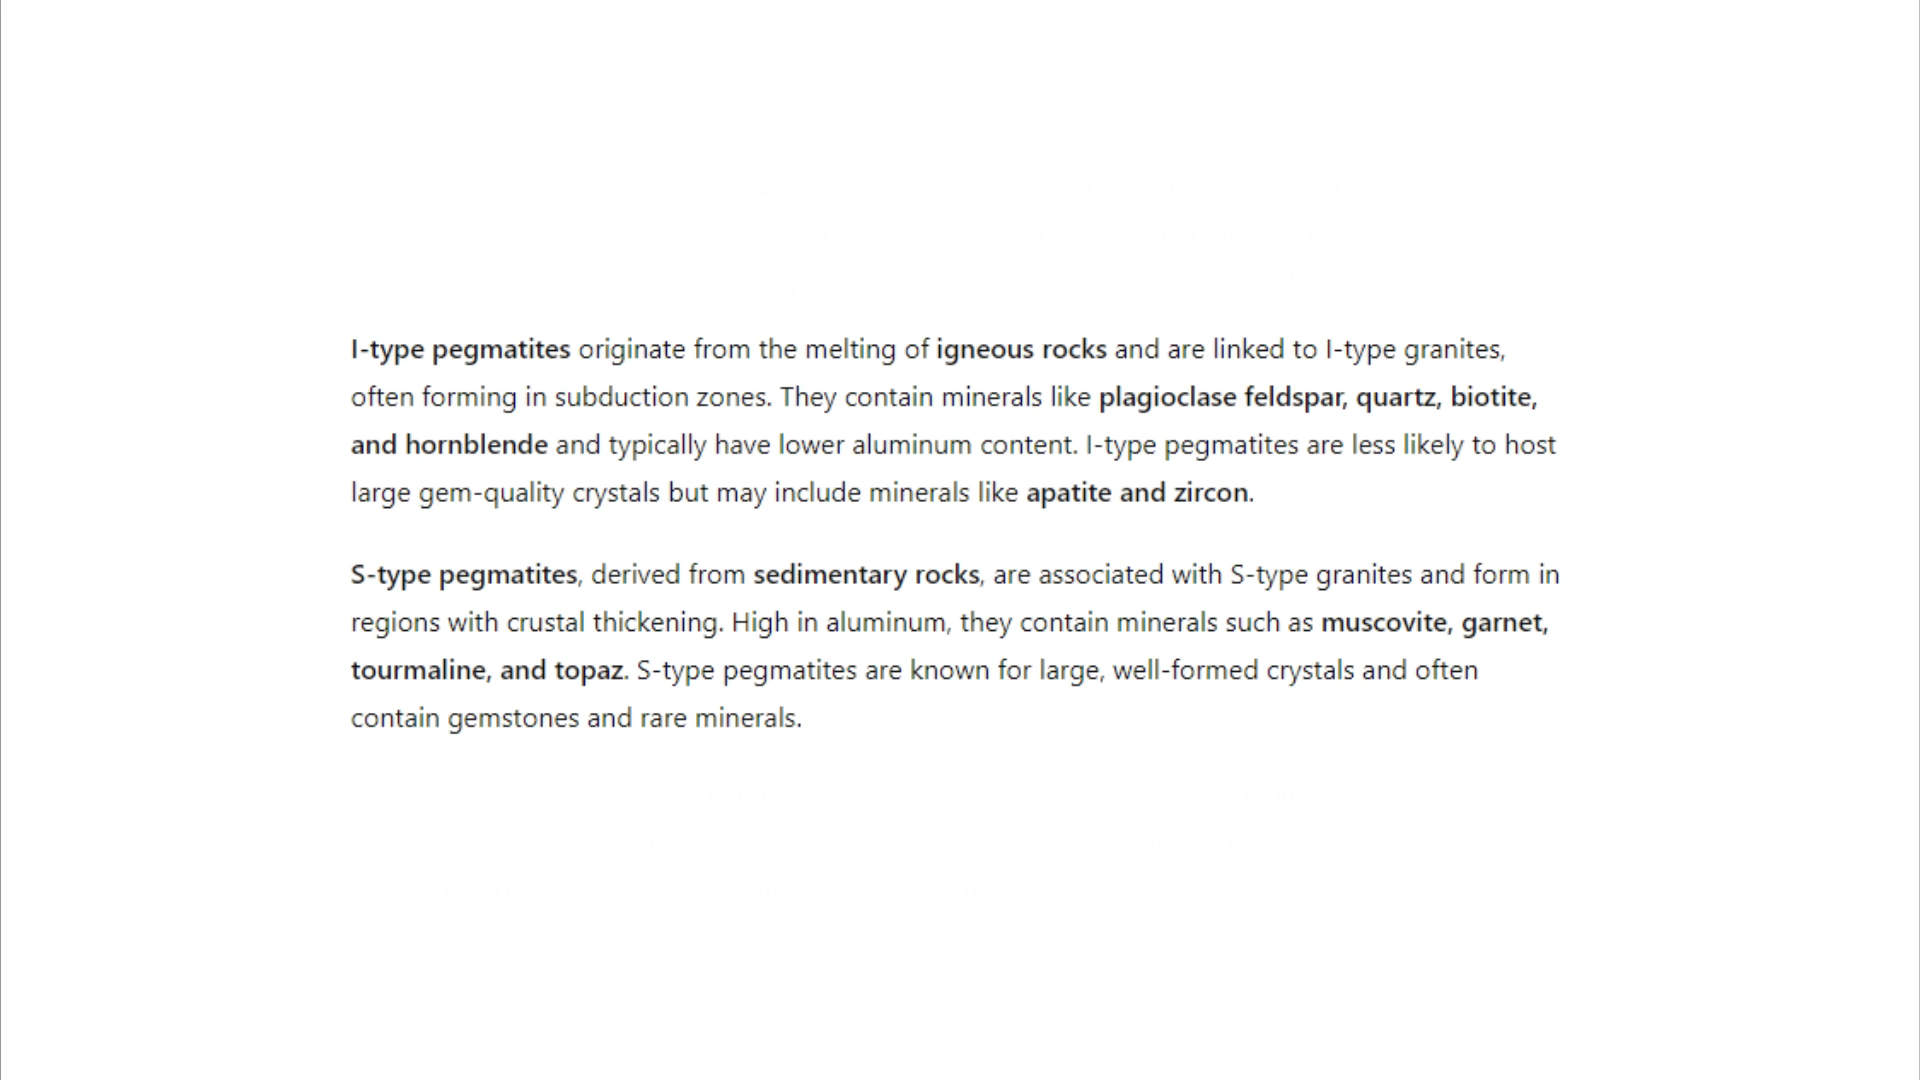 I-type pegmatites originate from the melting of igneous rocks and are linked to I-type granites,
often forming in subduction zones. They contain minerals like plagioclase feldspar, quartz, biotite,
and hornblende and typically have lower aluminum content. I-type pegmatites are less likely to host
large gem-quality crystals but may include minerals like apatite and zircon.
S-type pegmatites, derived from sedimentary rocks, are associated with S-type granites and form in
regions with crustal thickening. High in aluminum, they contain minerals such as muscovite, garnet,
tourmaline, and topaz. S-type pegmatites are known for large, well-formed crystals and often
contain gemstones and rare minerals.